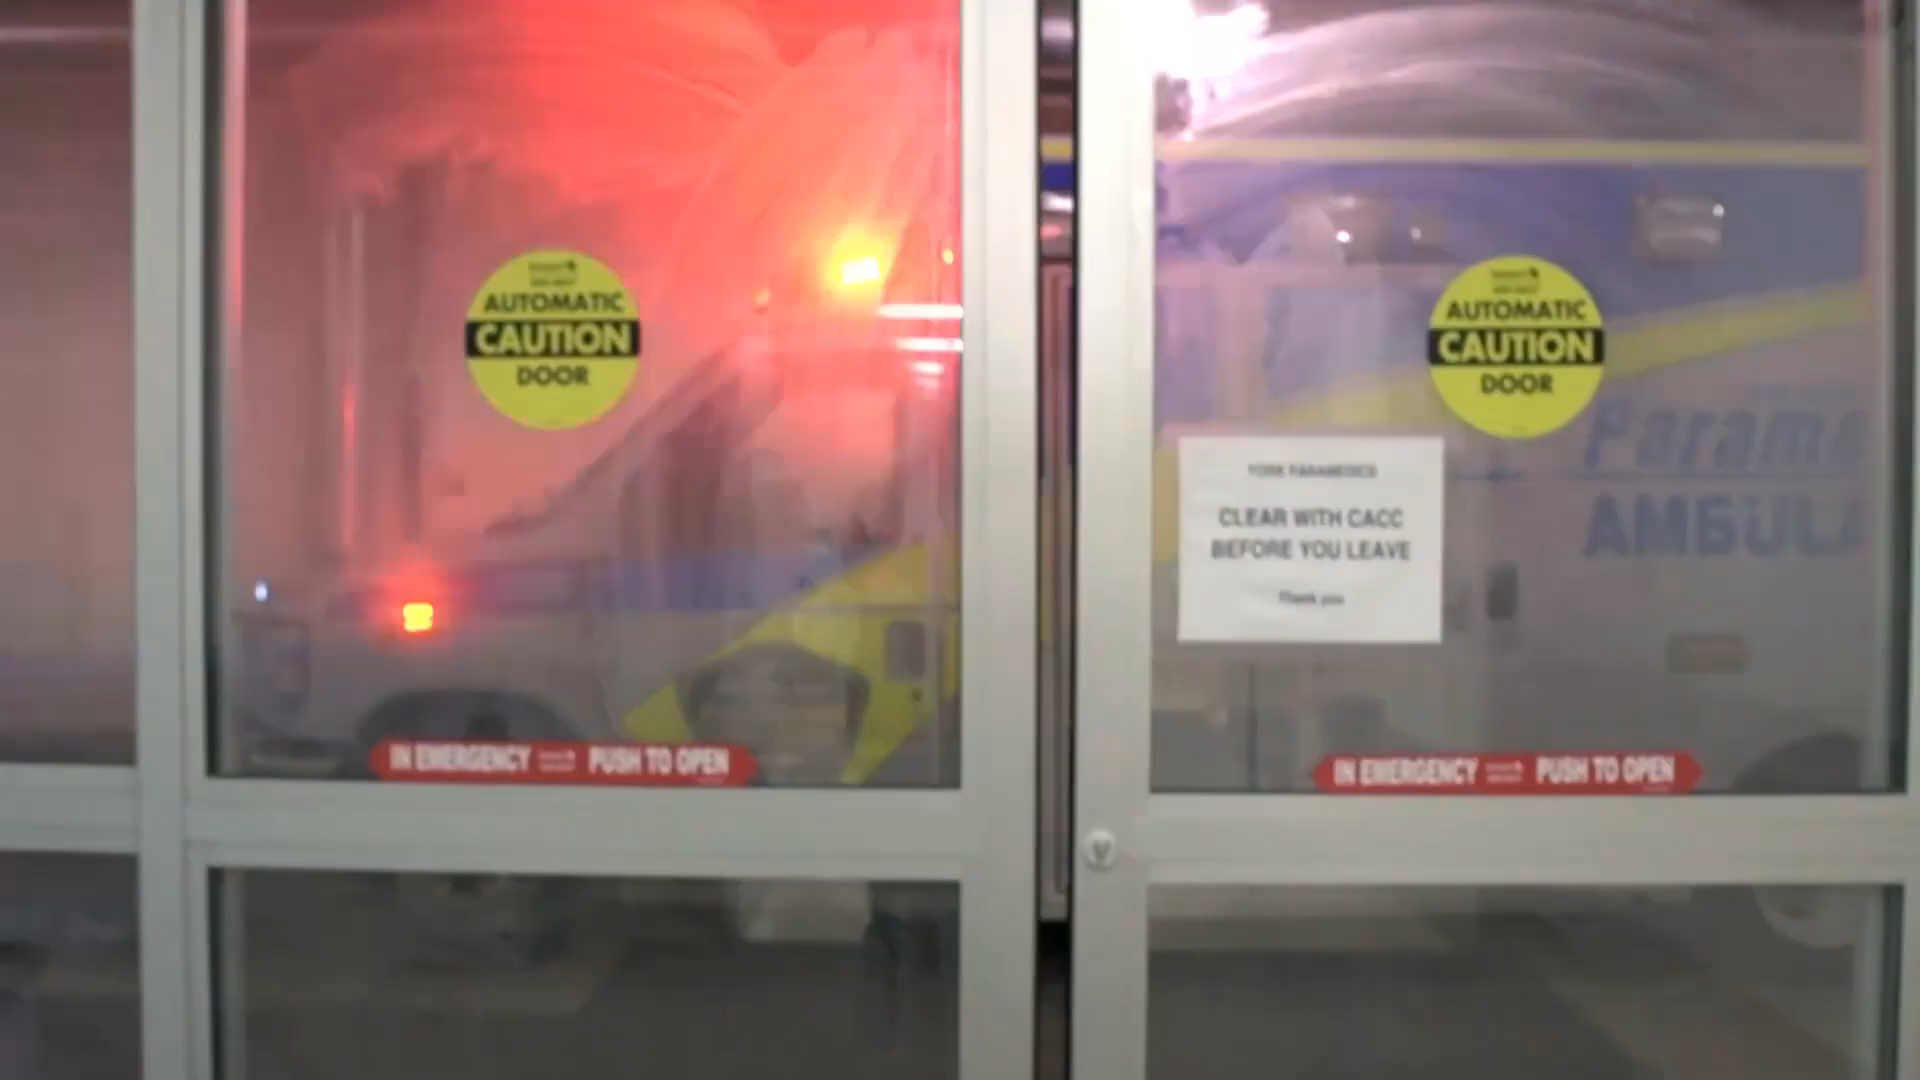 AUTOMATIC
CAUTION
DOOR
AUTOMATIC
CAUTION
DOOR
Parame
AMBULA
YORK PARAMEDICS
CLEAR WITH CACC
BEFORE YOU LEAVE
Thank you
IN EMERGENCY PUSH TO OPEN
IN EMERGENCY PUSH TO OPEN